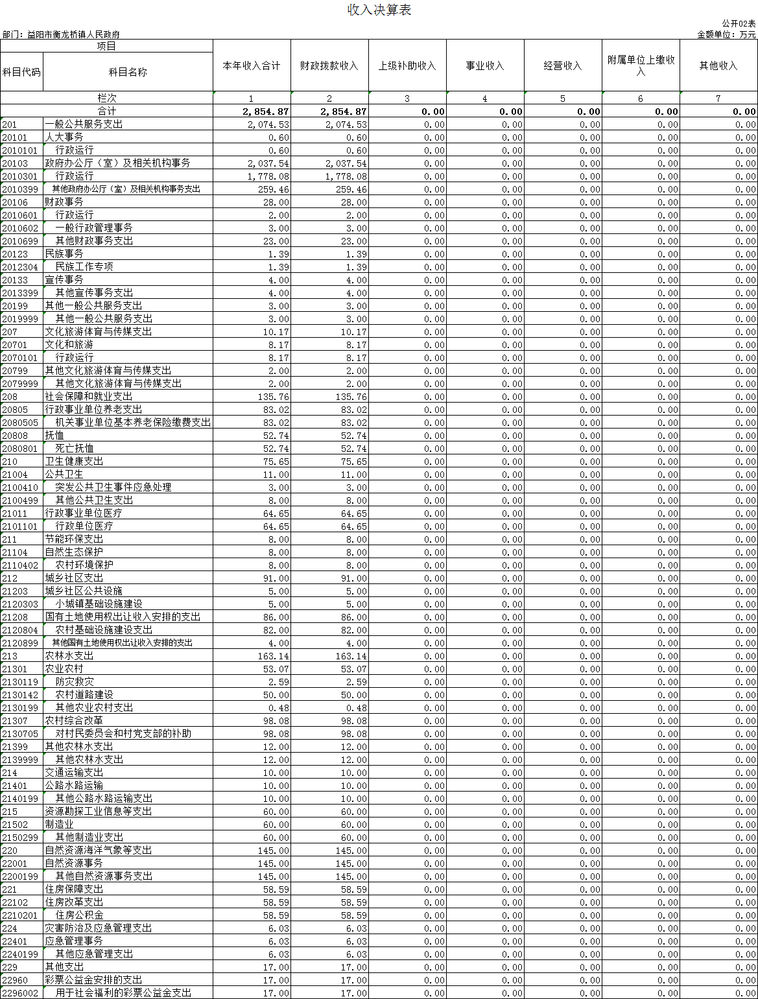 收入决算表
公开02表
部门：益阳市衡龙桥镇人民政府 金额单位：万元
项目 本年收入合计 财政拨款收入 上级补助收入 事业收入 经营收入 附属单位上缴收入 其他收入
科目代码 科目名称
栏次 1 2 3 4 5 6 7
合计 2,854.87 2,854.87 0.00 0.00 0.00 0.00 0.00
201 一般公共服务支出 2,074.53 2,074.53 0.00 0.00 0.00 0.00 0.00
20101 人大事务 0.60 0.60 0.00 0.00 0.00 0.00 0.00
2010101 行政运行 0.60 0.60 0.00 0.00 0.00 0.00 0.00
20103 政府办公厅（室）及相关机构事务 2,037.54 2,037.54 0.00 0.00 0.00 0.00 0.00
2010301 行政运行 1,778.08 1,778.08 0.00 0.00 0.00 0.00 0.00
2010399 其他政府办公厅（室）及相关机构事务支出 259.46 259.46 0.00 0.00 0.00 0.00 0.00
20106 财政事务 28.00 28.00 0.00 0.00 0.00 0.00 0.00
2010601 行政运行 2.00 2.00 0.00 0.00 0.00 0.00 0.00
2010602 一般行政管理事务 3.00 3.00 0.00 0.00 0.00 0.00 0.00
2010699 其他财政事务支出 23.00 23.00 0.00 0.00 0.00 0.00 0.00
20123 民族事务 1.39 1.39 0.00 0.00 0.00 0.00 0.00
2012304 民族工作专项 1.39 1.39 0.00 0.00 0.00 0.00 0.00
20133 宣传事务 4.00 4.00 0.00 0.00 0.00 0.00 0.00
2013399 其他宣传事务支出 4.00 4.00 0.00 0.00 0.00 0.00 0.00
20199 其他一般公共服务支出 3.00 3.00 0.00 0.00 0.00 0.00 0.00
2019999 其他一般公共服务支出 3.00 3.00 0.00 0.00 0.00 0.00 0.00
207 文化旅游体育与传媒支出 10.17 10.17 0.00 0.00 0.00 0.00 0.00
20701 文化和旅游 8.17 8.17 0.00 0.00 0.00 0.00 0.00
2070101 行政运行 8.17 8.17 0.00 0.00 0.00 0.00 0.00
20799 其他文化旅游体育与传媒支出 2.00 2.00 0.00 0.00 0.00 0.00 0.00
2079999 其他文化旅游体育与传媒支出 2.00 2.00 0.00 0.00 0.00 0.00 0.00
208 社会保障和就业支出 135.76 135.76 0.00 0.00 0.00 0.00 0.00
20805 行政事业单位养老支出 83.02 83.02 0.00 0.00 0.00 0.00 0.00
2080505 机关事业单位基本养老保险缴费支出 83.02 83.02 0.00 0.00 0.00 0.00 0.00
20808 抚恤 52.74 52.74 0.00 0.00 0.00 0.00 0.00
2080801 死亡抚恤 52.74 52.74 0.00 0.00 0.00 0.00 0.00
210 卫生健康支出 75.65 75.65 0.00 0.00 0.00 0.00 0.00
21004 公共卫生 11.00 11.00 0.00 0.00 0.00 0.00 0.00
2100410 突发公共卫生事件应急处理 3.00 3.00 0.00 0.00 0.00 0.00 0.00
2100499 其他公共卫生支出 8.00 8.00 0.00 0.00 0.00 0.00 0.00
21011 行政事业单位医疗 64.65 64.65 0.00 0.00 0.00 0.00 0.00
2101101 行政单位医疗 64.65 64.65 0.00 0.00 0.00 0.00 0.00
211 节能环保支出 8.00 8.00 0.00 0.00 0.00 0.00 0.00
21104 自然生态保护 8.00 8.00 0.00 0.00 0.00 0.00 0.00
2110402 农村环境保护 8.00 8.00 0.00 0.00 0.00 0.00 0.00
212 城乡社区支出 91.00 91.00 0.00 0.00 0.00 0.00 0.00
21203 城乡社区公共设施 5.00 5.00 0.00 0.00 0.00 0.00 0.00
2120303 小城镇基础设施建设 5.00 5.00 0.00 0.00 0.00 0.00 0.00
21208 国有土地使用权出让收入安排的支出 86.00 86.00 0.00 0.00 0.00 0.00 0.00
2120804 农村基础设施建设支出 82.00 82.00 0.00 0.00 0.00 0.00 0.00
2120899 其他国有土地使用权出让收入安排的支出 4.00 4.00 0.00 0.00 0.00 0.00 0.00
213 农林水支出 163.14 163.14 0.00 0.00 0.00 0.00 0.00
21301 农业农村 53.07 53.07 0.00 0.00 0.00 0.00 0.00
2130119 防灾救灾 2.59 2.59 0.00 0.00 0.00 0.00 0.00
2130142 农村道路建设 50.00 50.00 0.00 0.00 0.00 0.00 0.00
2130199 其他农业农村支出 0.48 0.48 0.00 0.00 0.00 0.00 0.00
21307 农村综合改革 98.08 98.08 0.00 0.00 0.00 0.00 0.00
2130705 对村民委员会和村党支部的补助 98.08 98.08 0.00 0.00 0.00 0.00 0.00
21399 其他农林水支出 12.00 12.00 0.00 0.00 0.00 0.00 0.00
2139999 其他农林水支出 12.00 12.00 0.00 0.00 0.00 0.00 0.00
214 交通运输支出 10.00 10.00 0.00 0.00 0.00 0.00 0.00
21401 公路水路运输 10.00 10.00 0.00 0.00 0.00 0.00 0.00
2140199 其他公路水路运输支出 10.00 10.00 0.00 0.00 0.00 0.00 0.00
215 资源勘探工业信息等支出 60.00 60.00 0.00 0.00 0.00 0.00 0.00
21502 制造业 60.00 60.00 0.00 0.00 0.00 0.00 0.00
2150299 其他制造业支出 60.00 60.00 0.00 0.00 0.00 0.00 0.00
220 自然资源海洋气象等支出 145.00 145.00 0.00 0.00 0.00 0.00 0.00
22001 自然资源事务 145.00 145.00 0.00 0.00 0.00 0.00 0.00
2200199 其他自然资源事务支出 145.00 145.00 0.00 0.00 0.00 0.00 0.00
221 住房保障支出 58.59 58.59 0.00 0.00 0.00 0.00 0.00
22102 住房改革支出 58.59 58.59 0.00 0.00 0.00 0.00 0.00
2210201 住房公积金 58.59 58.59 0.00 0.00 0.00 0.00 0.00
224 灾害防治及应急管理支出 6.03 6.03 0.00 0.00 0.00 0.00 0.00
22401 应急管理事务 6.03 6.03 0.00 0.00 0.00 0.00 0.00
2240199 其他应急管理支出 6.03 6.03 0.00 0.00 0.00 0.00 0.00
229 其他支出 17.00 17.00 0.00 0.00 0.00 0.00 0.00
22960 彩票公益金安排的支出 17.00 17.00 0.00 0.00 0.00 0.00 0.00
2296002 用于社会福利的彩票公益金支出 17.00 17.00 0.00 0.00 0.00 0.00 0.00